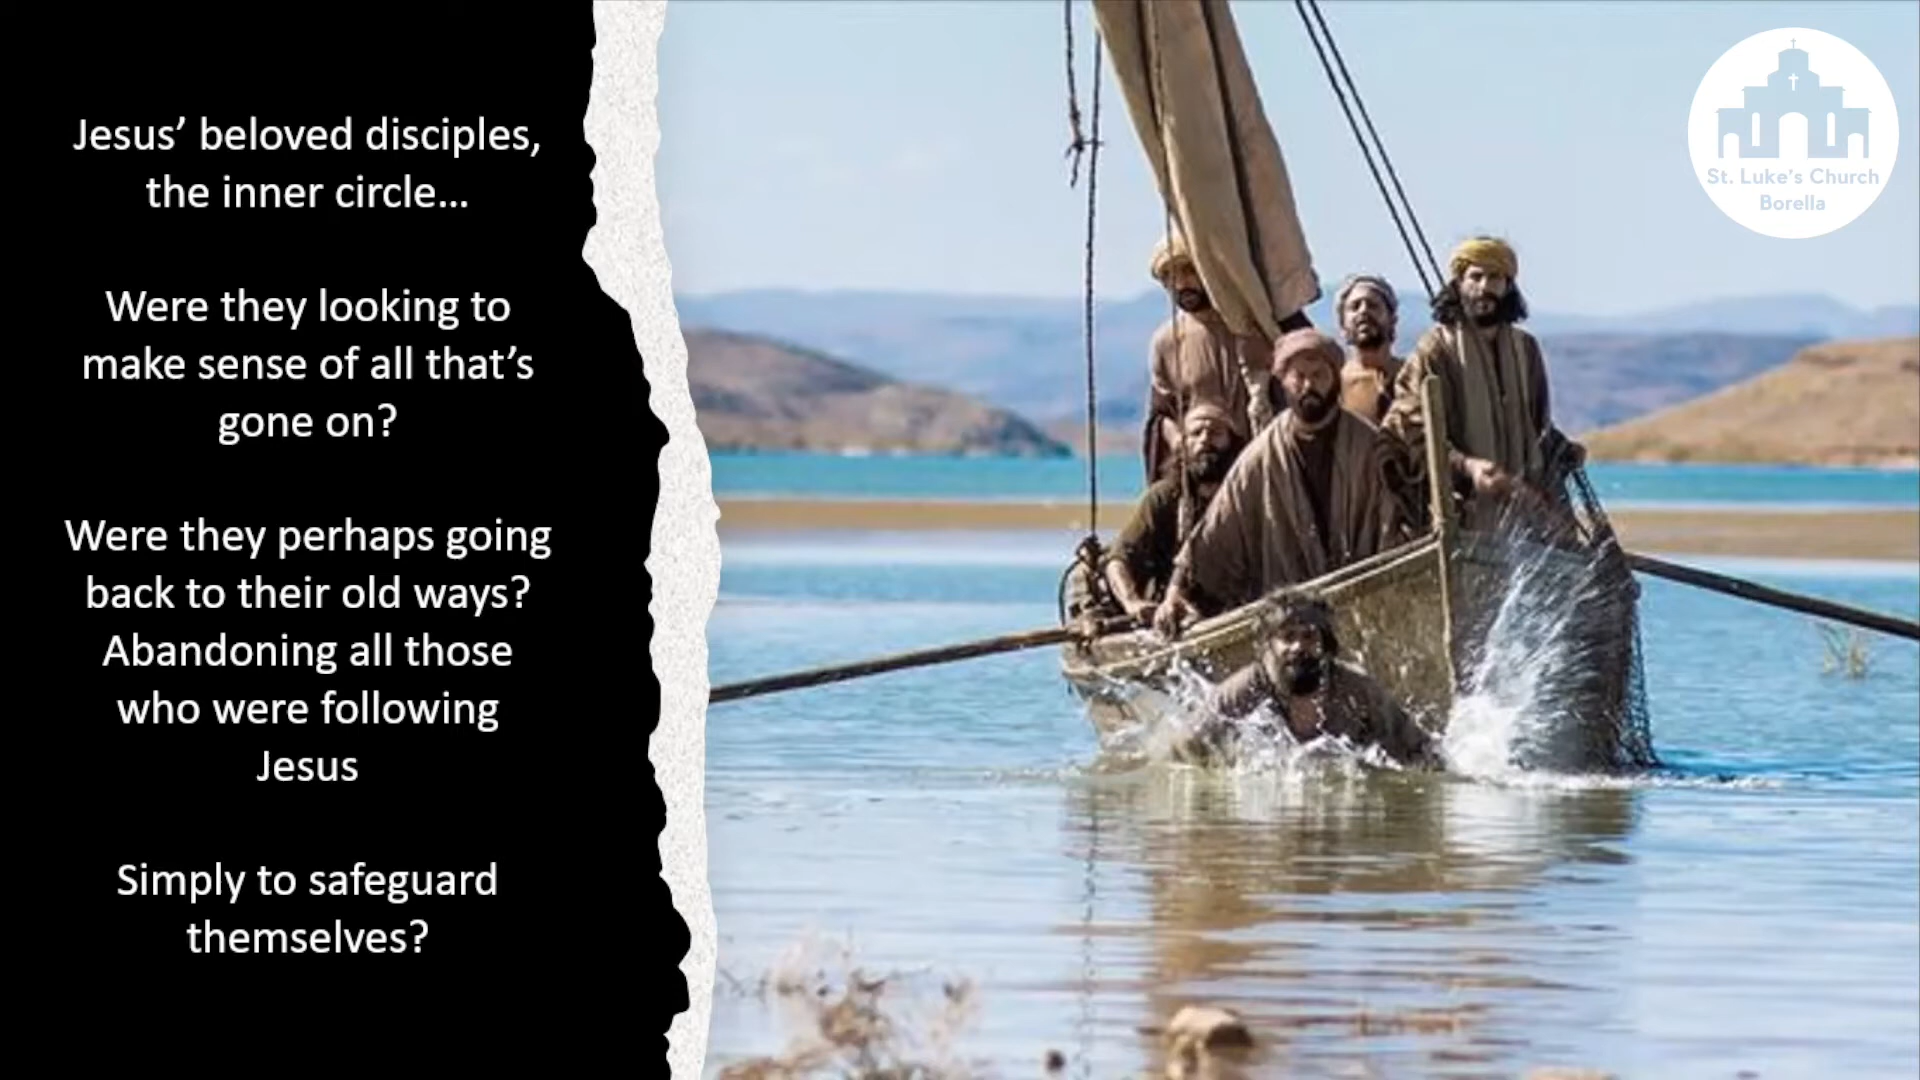 Jesus’ beloved disciples,
the inner circle…
Were they looking to
make sense of all that’s
gone on?
Were they perhaps going
back to their old ways?
Abandoning all those
who were following
Jesus
Simply to safeguard
themselves?
St. Luke's Church
Borella